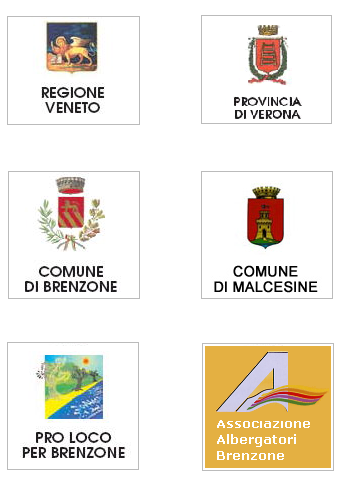 REGIONE
VENETO
PROVINCIA
DI VERONA
COMUNE
DI BRENZONE
COMUNE
DI MALCESINE
PRO LOCO
PER BRENZONE
Associazione
Albergatori
Brenzone